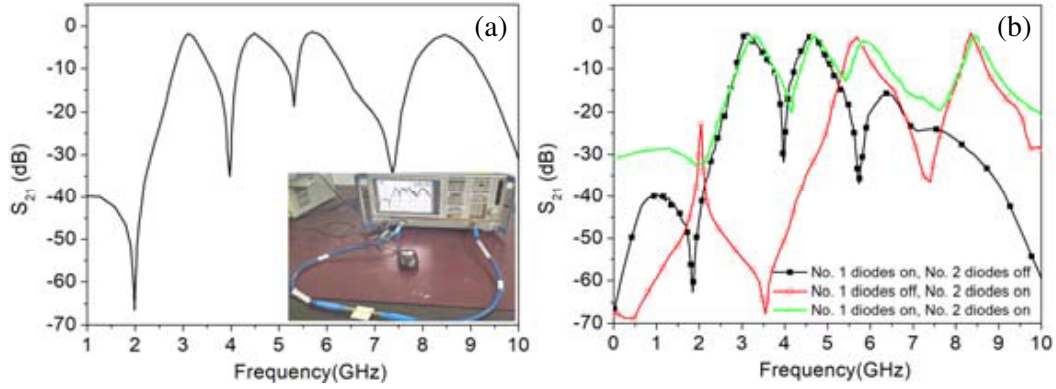 (a)
0
-10
-20
-30
-40
-50
-60
-70
S21 (dB)
1 2 3 4 5 6 7 8 9 10
Frequency(GHz)
(b)
0
-10
-20
-30
-40
-50
-60
-70
S21 (dB)
No. 1 diodes on, No. 2 diodes off
No. 1 diodes off, No. 2 diodes on
No. 1 diodes on, No. 2 diodes on
0 1 2 3 4 5 6 7 8 9 10
Frequency(GHz)